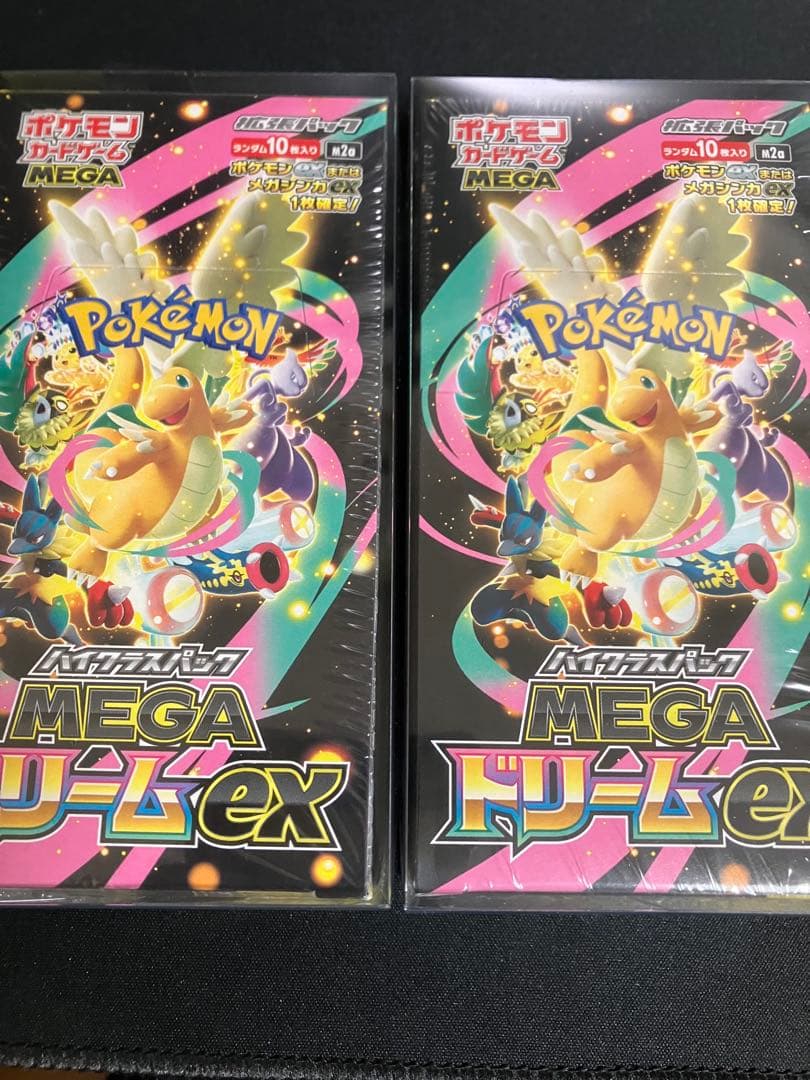 ポケモン
カードゲーム
MEGA
拡張パック
ランダム10枚入り
M2a
ポケモンexまたは
メガシンカex
1枚確定!
POKéMON
TM
ハイクラスパック
MEGA
リームex
ポケモン
カードゲーム
MEGA
拡張パック
ランダム10枚入り
M2a
ポケモンexまたは
メガシンカex
1枚確定!
POKéMON
ハイクラスパック
MEGA
ドリームex